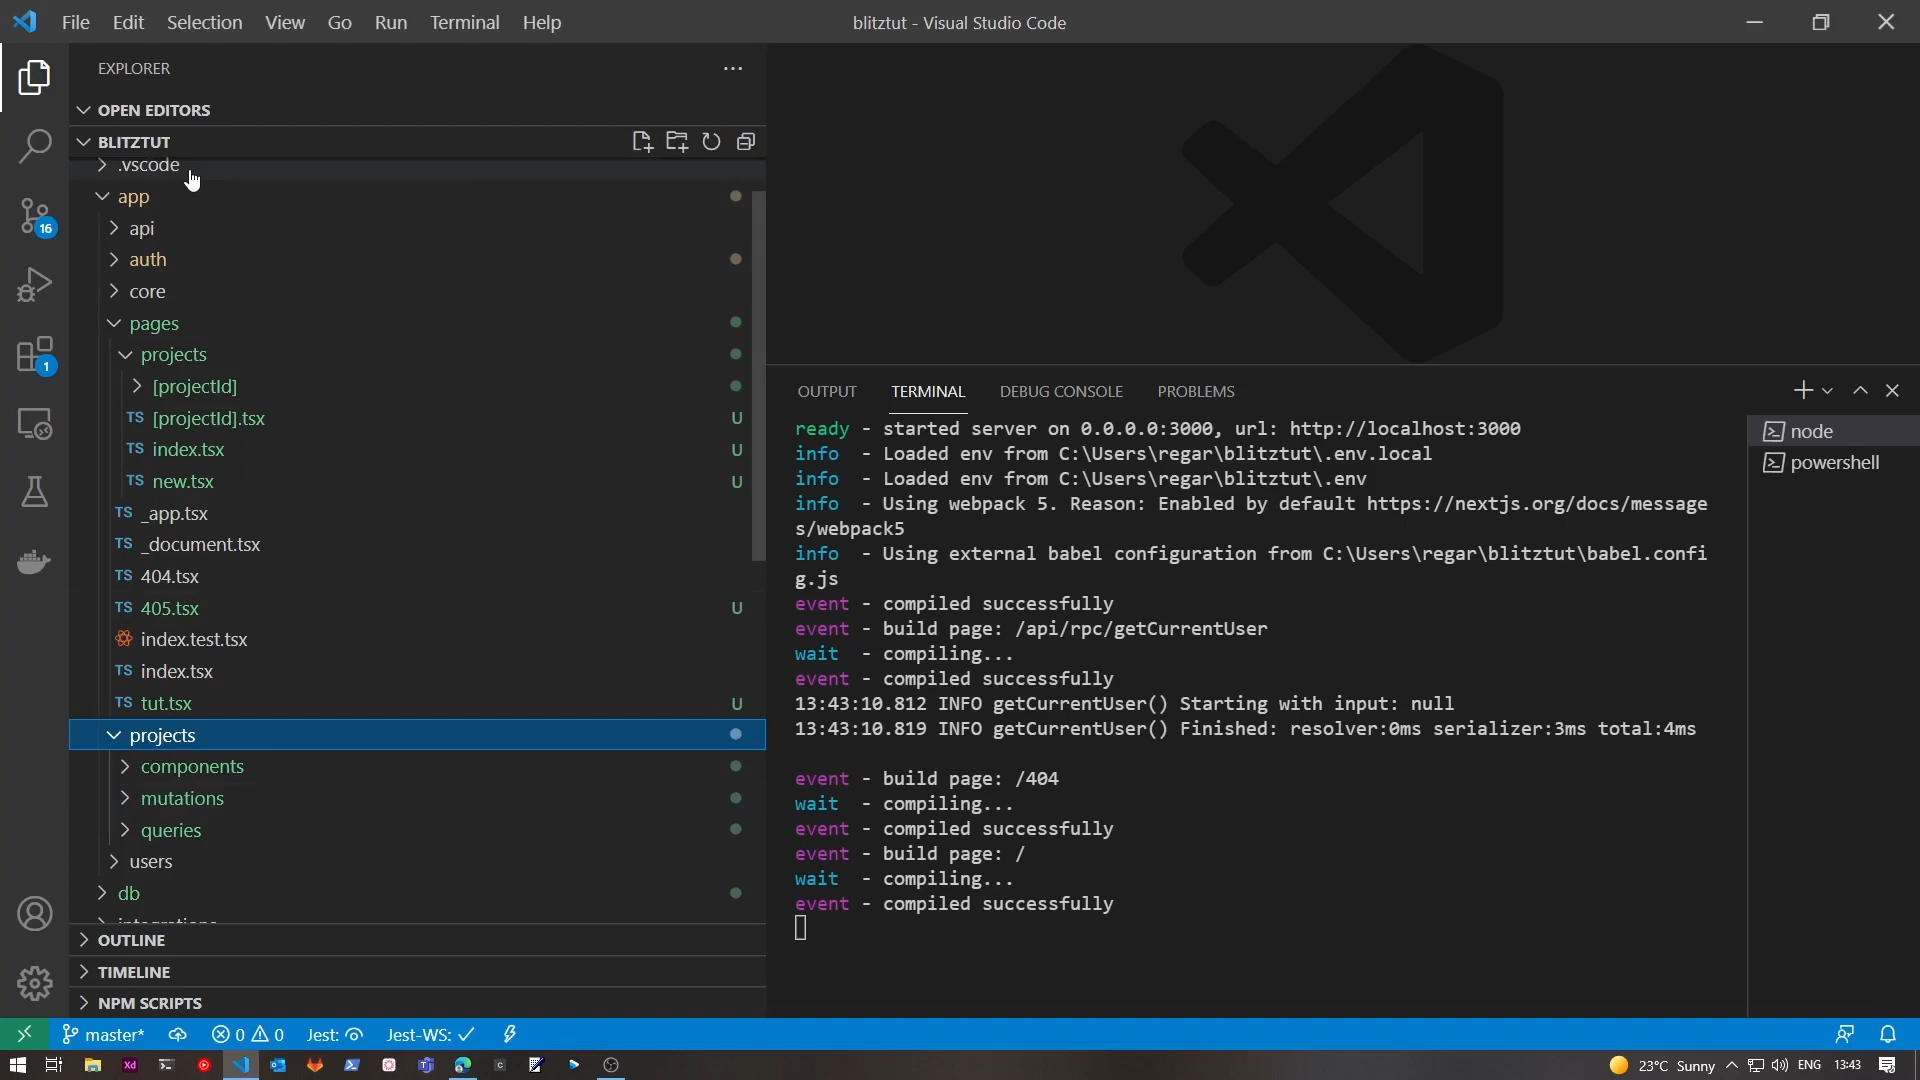 File Edit Selection View Go Run Terminal Help
blitztut - Visual Studio Code
EXPLORER
OPEN EDITORS
BLITZTUT
.vscode
app
api
auth
core
pages
projects
[projectId]
TS [projectId].tsx U
TS index.tsx U
TS new.tsx U
TS _app.tsx
TS _document.tsx
TS 404.tsx
TS 405.tsx U
index.test.tsx
TS index.tsx
TS tut.tsx U
projects
components
mutations
queries
users
db
integrations
OUTLINE
TIMELINE
NPM SCRIPTS
16
1
OUTPUT TERMINAL DEBUG CONSOLE PROBLEMS
ready - started server on 0.0.0.0:3000, url: http://localhost:3000
info - Loaded env from C:\Users\regar\blitztut\.env.local
info - Loaded env from C:\Users\regar\blitztut\.env
info - Using webpack 5. Reason: Enabled by default https://nextjs.org/docs/message
s/webpack5
info - Using external babel configuration from C:\Users\regar\blitztut\babel.confi
g.js
event - compiled successfully
event - build page: /api/rpc/getCurrentUser
wait - compiling...
event - compiled successfully
13:43:10.812 INFO getCurrentUser() Starting with input: null
13:43:10.819 INFO getCurrentUser() Finished: resolver:0ms serializer:3ms total:4ms
event - build page: /404
wait - compiling...
event - compiled successfully
event - build page: /
wait - compiling...
event - compiled successfully
node
powershell
master* 0 0 Jest: Jest-WS:
Xd
23°C Sunny ENG 13:43